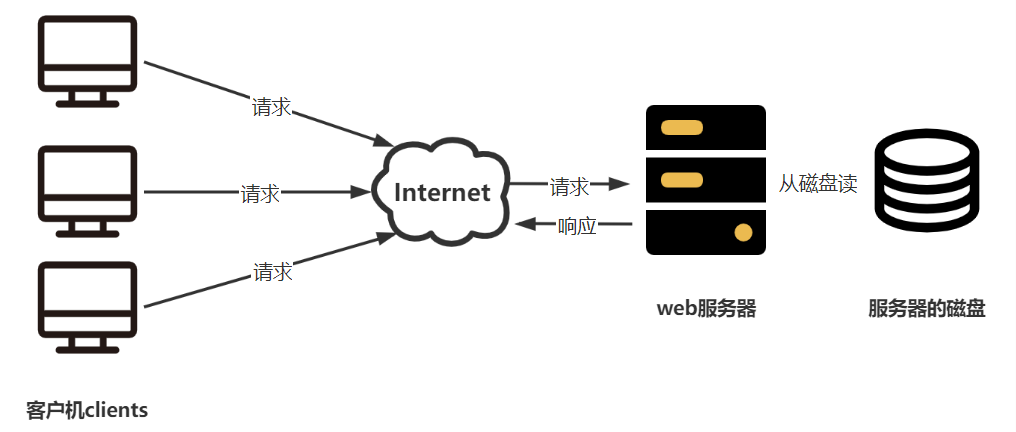 请求
请求
请求
Internet
请求
响应
从磁盘读
web服务器
服务器的磁盘
客户机clients